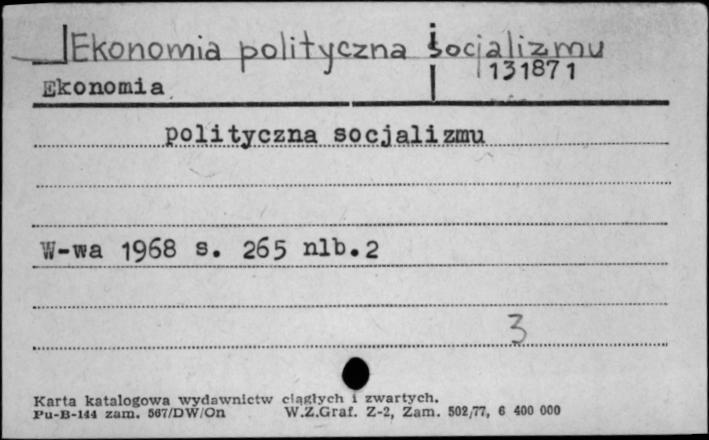 Ekonomia polityczna socjalizmu
131871
Ekonomia
polityczna socjalizmu
W-wa 1968 s. 265 nlb.2
3
Karta katalogowa wydawnictw ciągłych i zwartych.
Pu-B-144 zam. 567/DW/On W.Z.Graf. Z-2, Zam. 502/77, 6 400 000